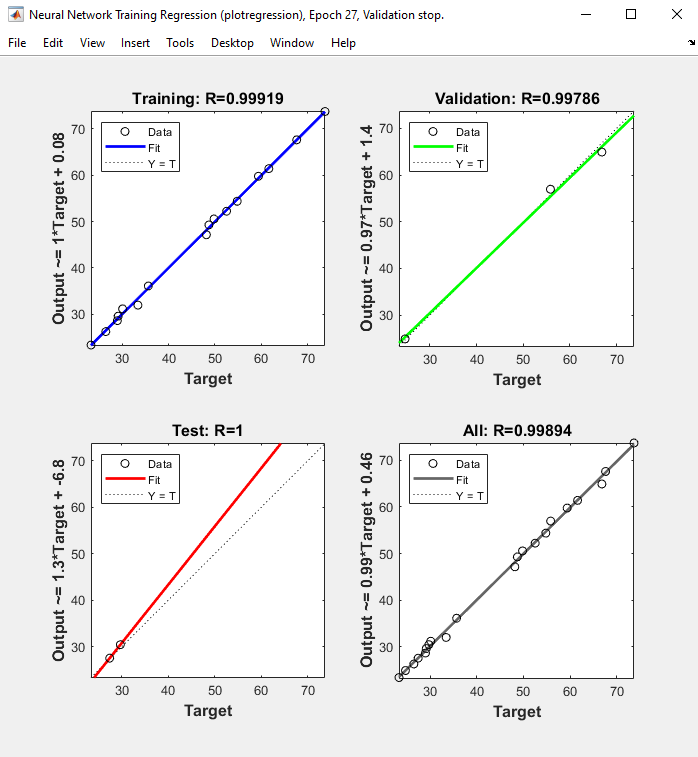 Neural Network Training Regression (plotregression), Epoch 27, Validation stop.
File Edit View Insert Tools Desktop Window Help
Training: R=0.99919
Output ~= 1*Target + 0.08
Data
Fit
Y = T
70
60
50
40
30
30 40 50 60 70
Target
Validation: R=0.99786
Output ~= 0.97*Target + 1.4
Data
Fit
Y = T
70
60
50
40
30
30 40 50 60 70
Target
Test: R=1
Output ~= 1.3*Target + -6.8
Data
Fit
Y = T
70
60
50
40
30
30 40 50 60 70
Target
All: R=0.99894
Output ~= 0.99*Target + 0.46
Data
Fit
Y = T
70
60
50
40
30
30 40 50 60 70
Target